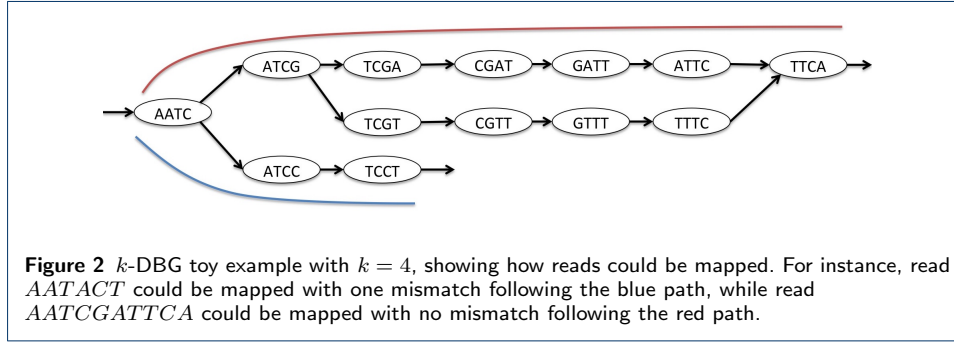 ATCG TCGA CGAT GATT ATTC TTCA
AATC
TCGT CGTT GTTT TTTC
ATCC TCCT
Figure 2 k-DBG toy example with k = 4, showing how reads could be mapped. For instance, read
AATACT could be mapped with one mismatch following the blue path, while read
AATCGATTCA could be mapped with no mismatch following the red path.